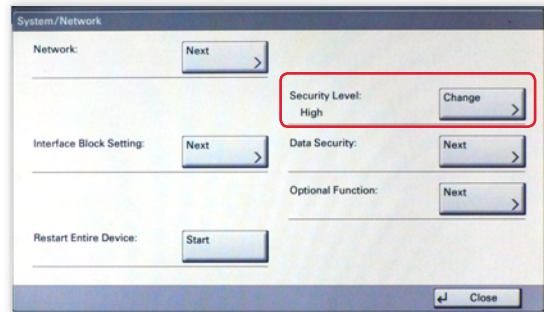 System/Network
Network:
Next
Security Level:
High
Change
Interface Block Setting:
Next
Data Security:
Next
Optional Function:
Next
Restart Entire Device:
Start
Close